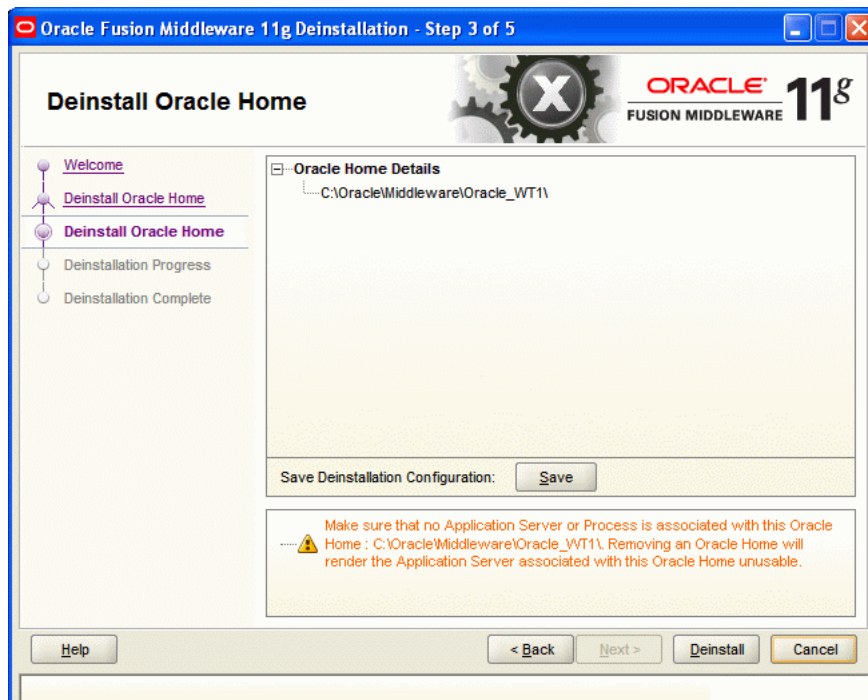 Oracle Fusion Middleware 11g Deinstallation - Step 3 of 5
Deinstall Oracle Home
ORACLE
FUSION MIDDLEWARE
11g
Welcome
Deinstall Oracle Home
Deinstall Oracle Home
Deinstallation Progress
Deinstallation Complete
Oracle Home Details
C:\Oracle\Middleware\Oracle_WT1\
Save Deinstallation Configuration:
Save
Make sure that no Application Server or Process is associated with this Oracle
Home : C:\Oracle\Middleware\Oracle_WT1\. Removing an Oracle Home will
render the Application Server associated with this Oracle Home unusable.
Help
< Back
Next >
Deinstall
Cancel